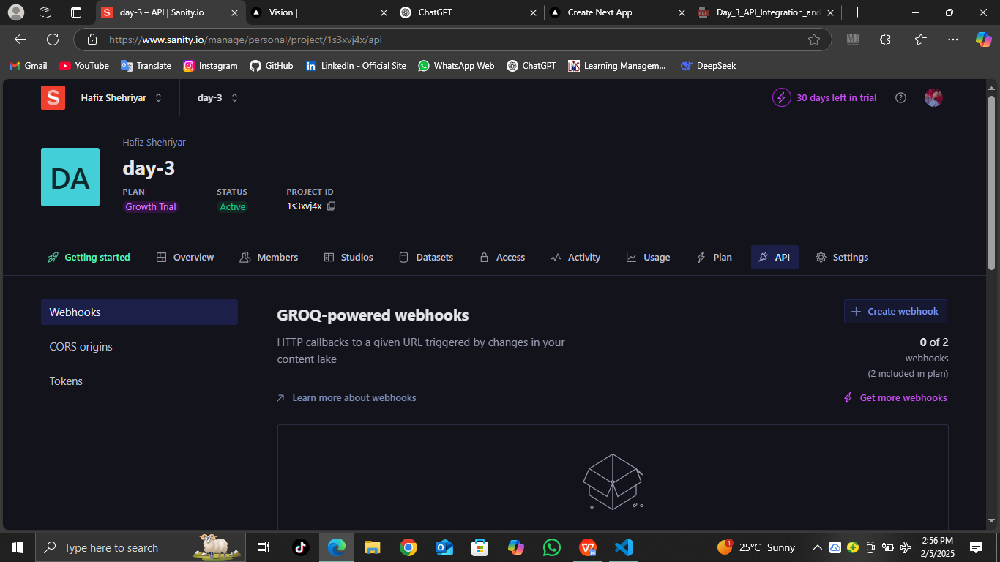 day-3 – API | Sanity.io
Vision |
ChatGPT
Create Next App
Day_3_API_Integration_and
https://www.sanity.io/manage/personal/project/1s3xvj4x/api
Gmail
YouTube
Translate
Instagram
GitHub
LinkedIn - Official Site
WhatsApp Web
ChatGPT
Learning Managem...
DeepSeek
S
Hafiz Shehriyar
day-3
30 days left in trial
DA
Hafiz Shehriyar
day-3
PLAN STATUS PROJECT ID
Growth Trial Active 1s3xvj4x
Getting started
Overview
Members
Studios
Datasets
Access
Activity
Usage
Plan
API
Settings
Webhooks
CORS origins
Tokens
GROQ-powered webhooks
HTTP callbacks to a given URL triggered by changes in your
content lake
Learn more about webhooks
Create webhook
0 of 2
webhooks
(2 included in plan)
Get more webhooks
Type here to search
25°C Sunny
2:56 PM
2/5/2025